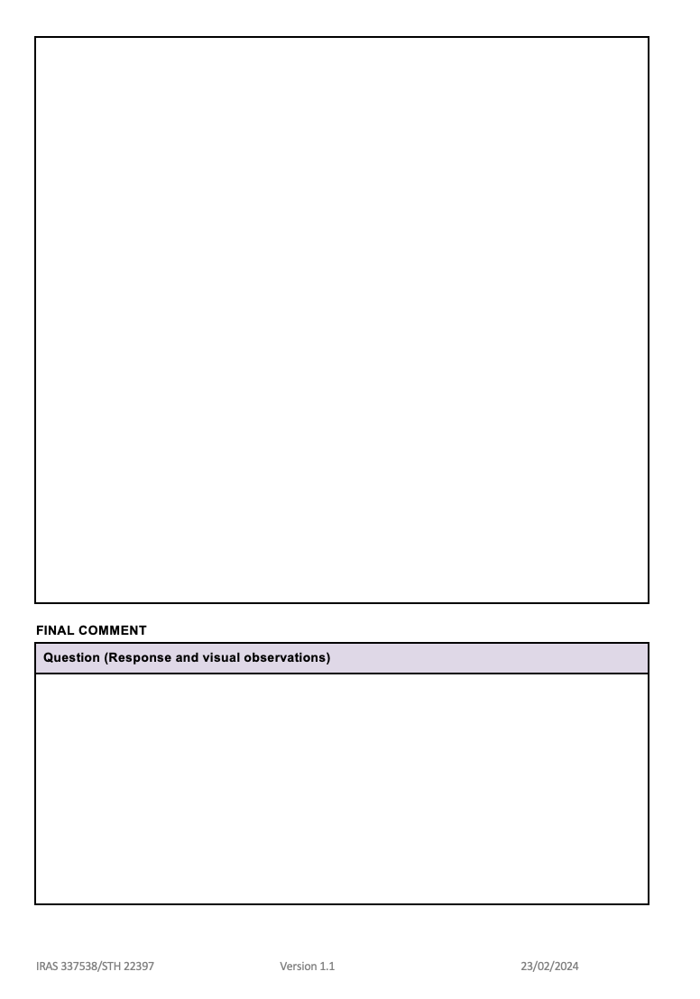 FINAL COMMENT
Question (Response and visual observations)
IRAS 337538/STH 22397 Version 1.1 23/02/2024